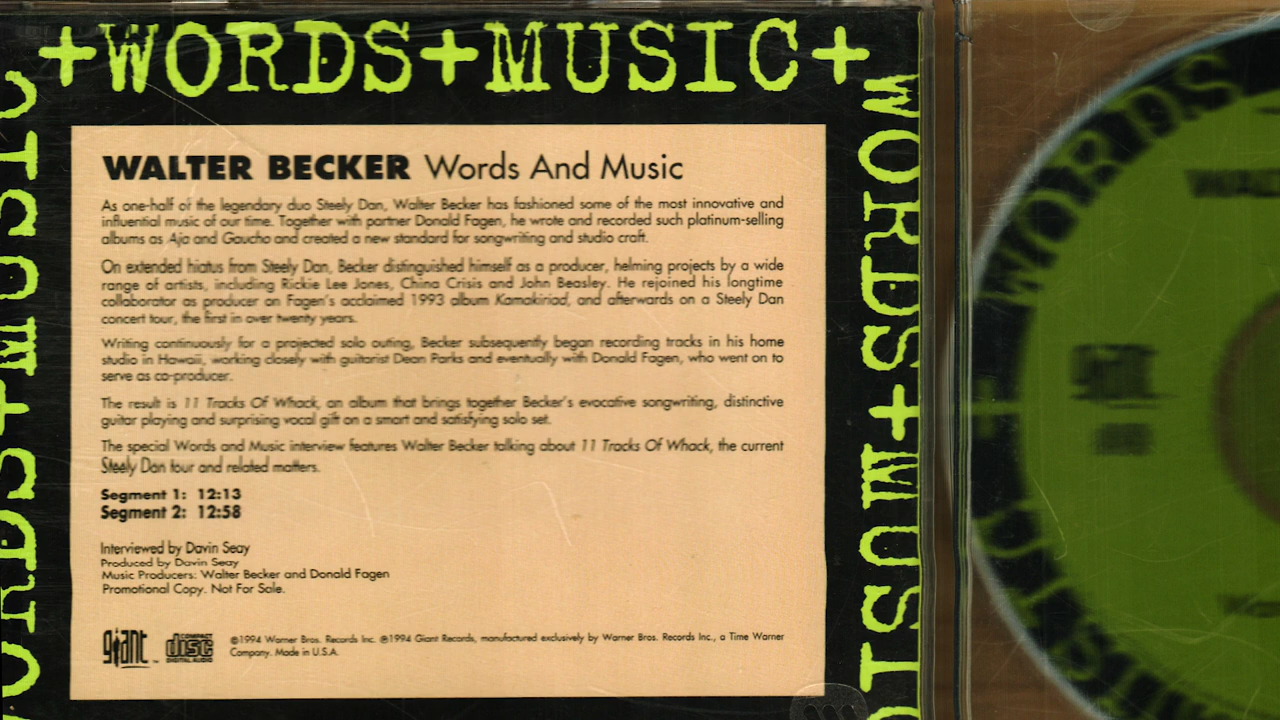 +WORDS+MUSIC+
WALTER BECKER Words And Music
As one-half of the legendary duo Steely Dan, Walter Becker has fashioned some of the most innovative and
influential music of our time. Together with partner Donald Fagen, he wrote and recorded such platinum-selling
albums as Aja and Gaucho and created a new standard for songwriting and studio craft.
On extended hiatus from Steely Dan, Becker distinguished himself as a producer, helming projects by a wide
range of artists, including Rickie Lee Jones, China Crisis and John Beasley. He rejoined his longtime
collaborator as producer on Fagen's acclaimed 1993 album Kamakiriad, and afterwards on a Steely Dan
concert tour, the first in over twenty years.
Writing continuously for a projected solo outing, Becker subsequently began recording tracks in his home
studio in Hawaii, working closely with guitarist Dean Parks and eventually with Donald Fagen, who went on to
serve as co-producer.
The result is 11 Tracks Of Whack, an album that brings together Becker's evocative songwriting, distinctive
guitar playing and surprising vocal gift on a smart and satisfying solo set.
The special Words and Music interview features Walter Becker talking about 11 Tracks Of Whack, the current
Steely Dan tour and related matters.
Segment 1: 12:13
Segment 2: 12:58
Interviewed by Davin Seay
Produced by Davin Seay
Music Producers: Walter Becker and Donald Fagen
Promotional Copy. Not For Sale.
giant™ COMPACT disc DIGITAL AUDIO
©1994 Warner Bros. Records Inc. ℗1994 Giant Records, manufactured exclusively by Warner Bros. Records Inc., a Time Warner
Company. Made in U.S.A.
WORDS+MUSIC
WORDS+MUSIC
WORDS
giant